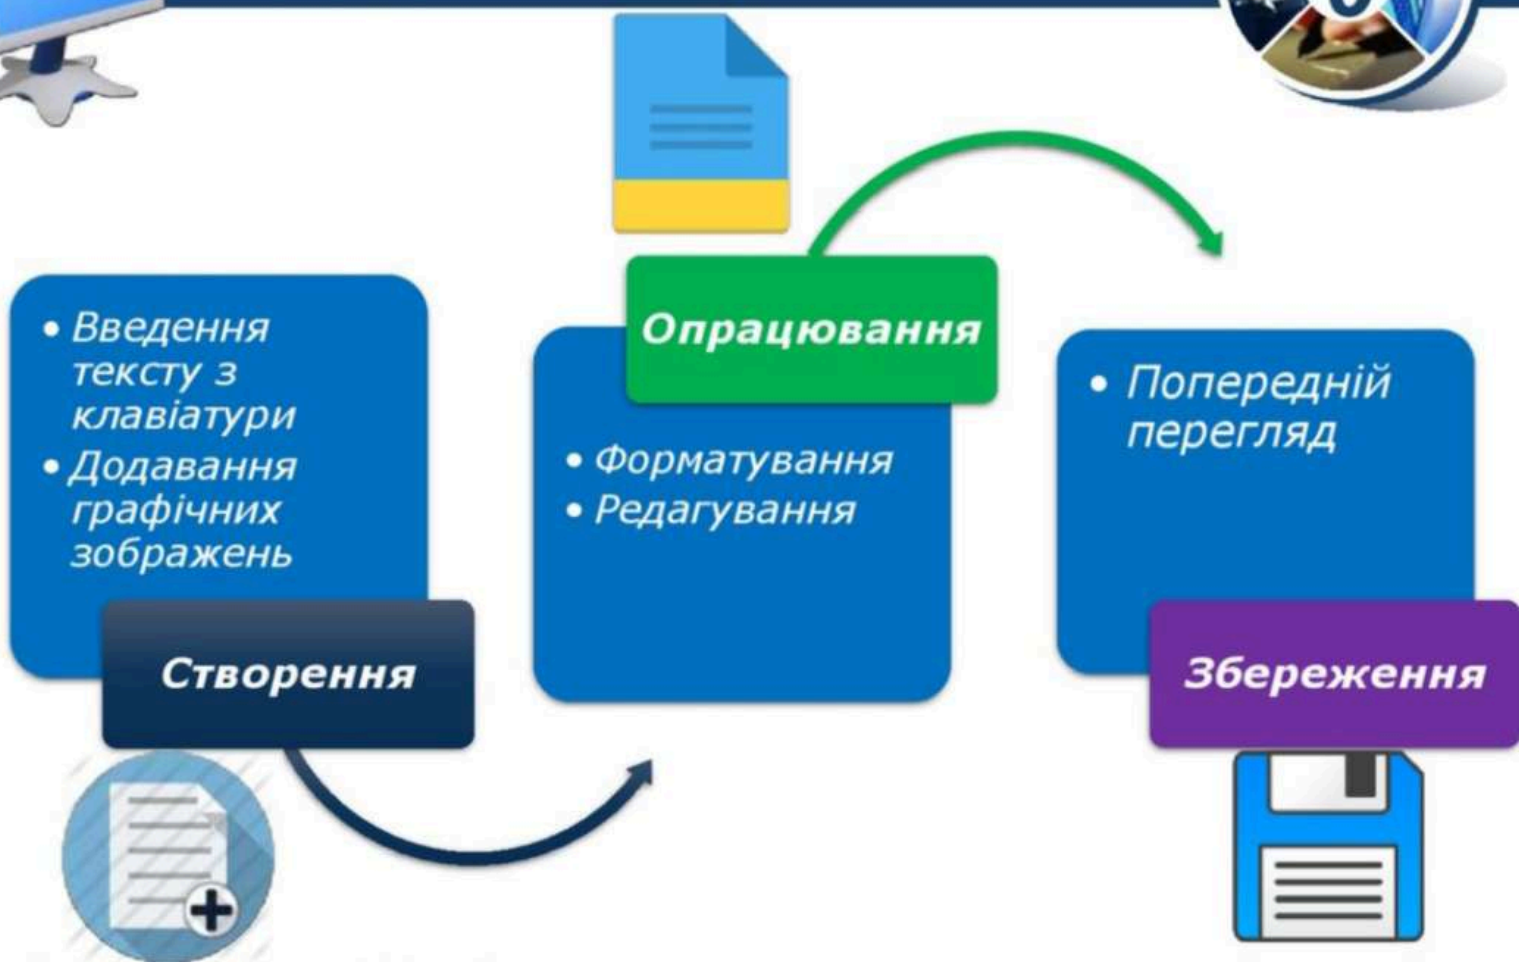 • Введення
тексту з
клавіатури
• Додавання
графічних
зображень
Створення
Опрацювання
• Форматування
• Редагування
• Попередній
перегляд
Збереження